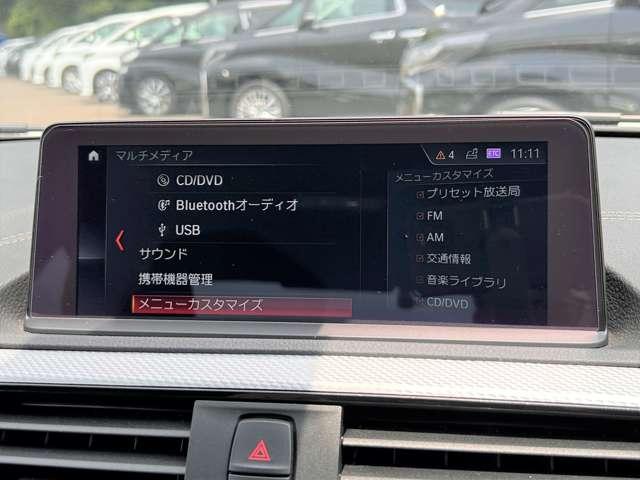 マルチメディア
4 ETC 11:11
CD/DVD
Bluetoothオーディオ
USB
サウンド
携帯機器管理
メニューカスタマイズ
メニューカスタマイズ
プリセット放送局
FM
AM
交通情報
音楽ライブラリ
CD/DVD